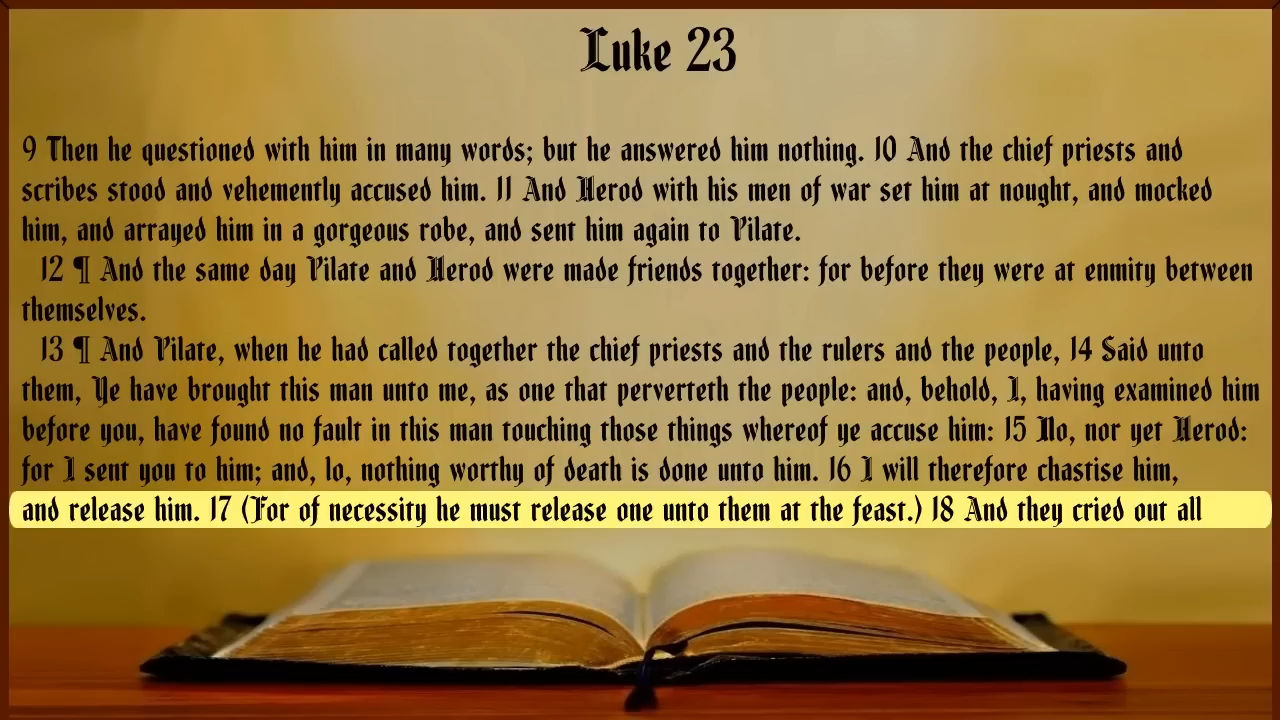 Luke 23
9 Then he questioned with him in many words; but he answered him nothing. 10 And the chief priests and
scribes stood and vehemently accused him. 11 And Herod with his men of war set him at nought, and mocked
him, and arrayed him in a gorgeous robe, and sent him again to Pilate.
12 ¶ And the same day Pilate and Herod were made friends together: for before they were at enmity between
themselves.
13 ¶ And Pilate, when he had called together the chief priests and the rulers and the people, 14 Said unto
them, Ye have brought this man unto me, as one that perverteth the people: and, behold, I, having examined him
before you, have found no fault in this man touching those things whereof ye accuse him: 15 No, nor yet Herod:
for I sent you to him; and, lo, nothing worthy of death is done unto him. 16 I will therefore chastise him,
and release him. 17 (For of necessity he must release one unto them at the feast.) 18 And they cried out all